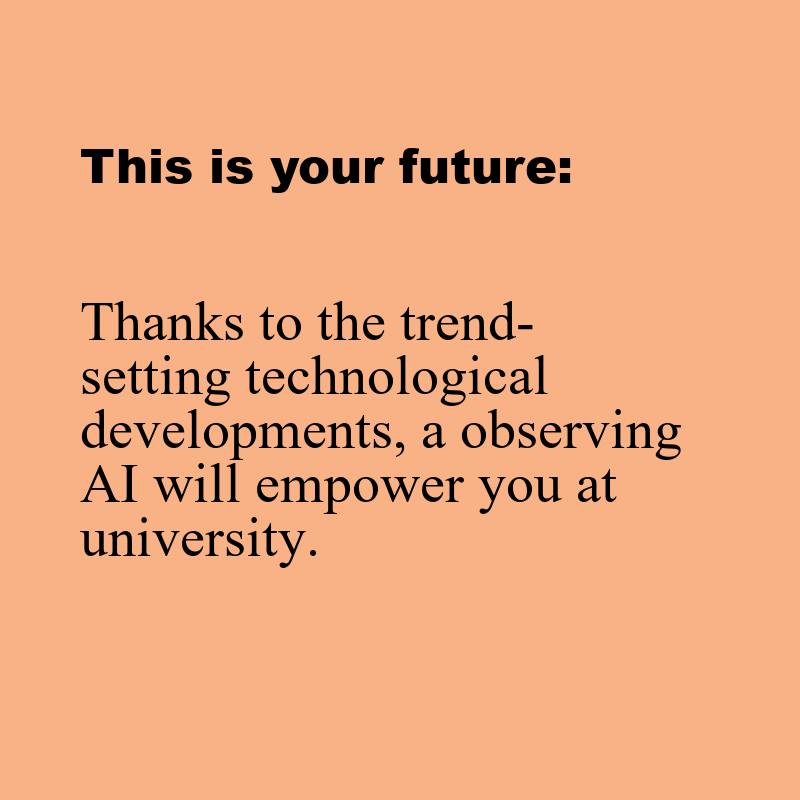 This is your future:
Thanks to the trend-
setting technological
developments, a observing
AI will empower you at
university.